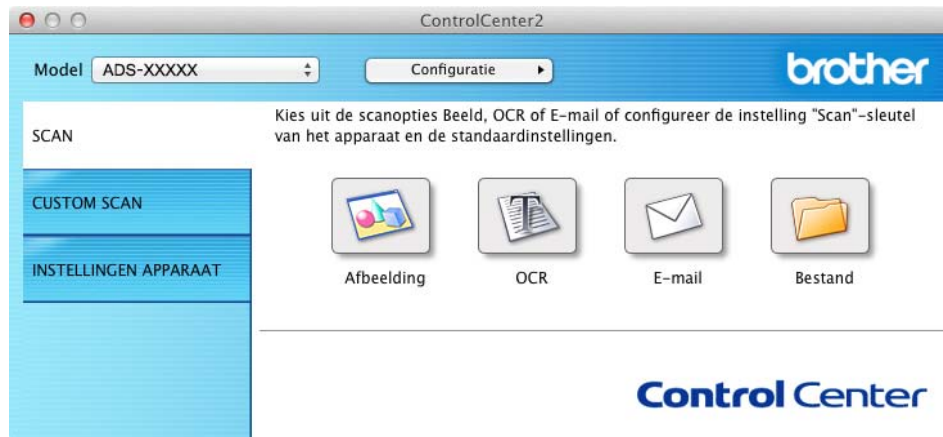 ControlCenter2
Model ADS-XXXXX Configuratie brother
Kies uit de scanopties Beeld, OCR of E-mail of configureer de instelling "Scan"-sleutel
van het apparaat en de standaardinstellingen.
SCAN
CUSTOM SCAN
INSTELLINGEN APPARAAT
Afbeelding OCR E-mail Bestand
Control Center